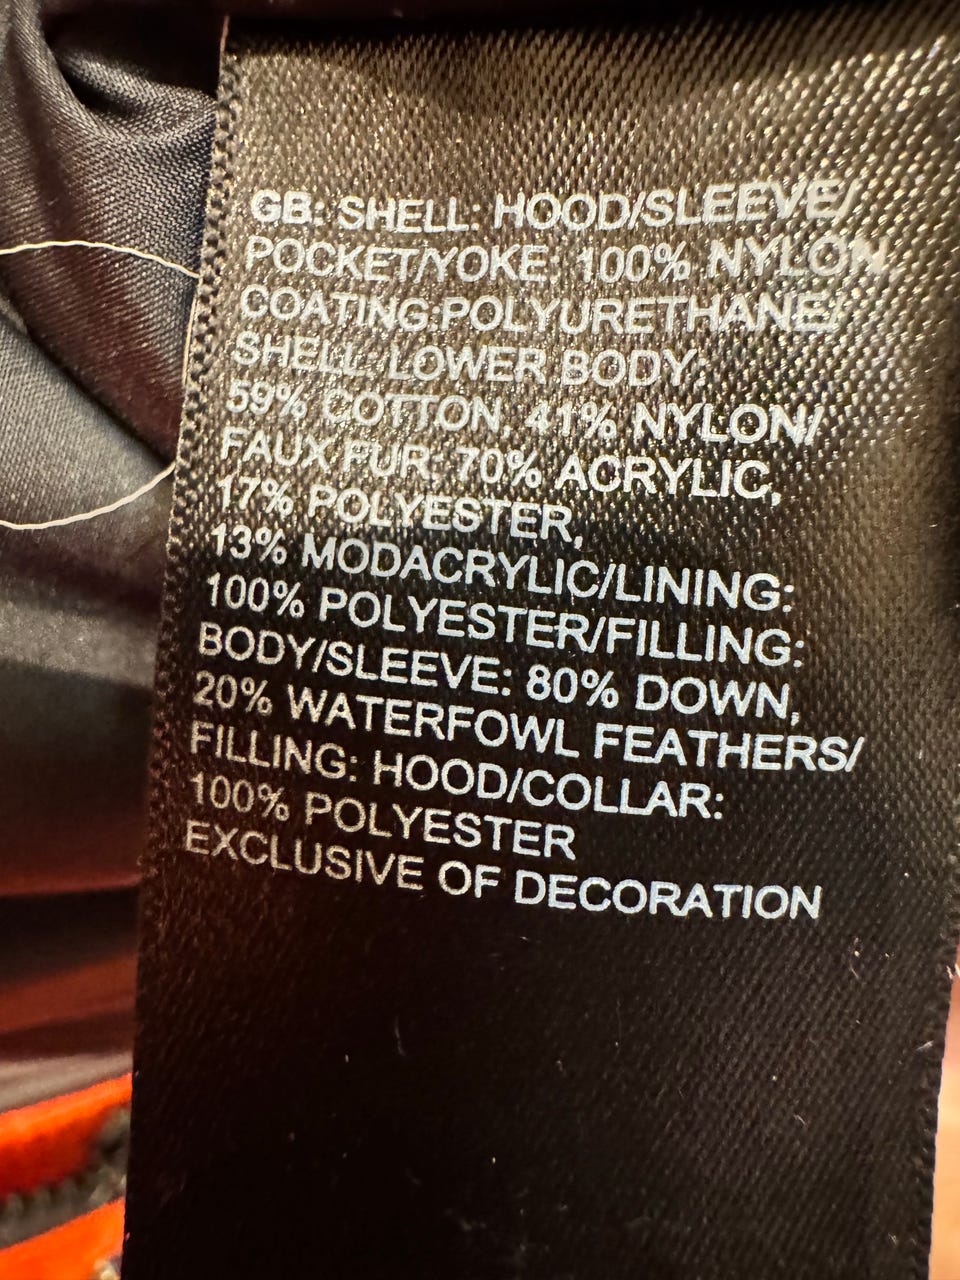 GB: SHELL: HOOD/SLEEVE/
POCKET/YOKE: 100% NYLON,
COATING:POLYURETHANE/
SHELL: LOWER BODY:
59% COTTON, 41% NYLON/
FAUX FUR: 70% ACRYLIC,
17% POLYESTER,
13% MODACRYLIC/LINING:
100% POLYESTER/FILLING:
BODY/SLEEVE: 80% DOWN,
20% WATERFOWL FEATHERS/
FILLING: HOOD/COLLAR:
100% POLYESTER
EXCLUSIVE OF DECORATION